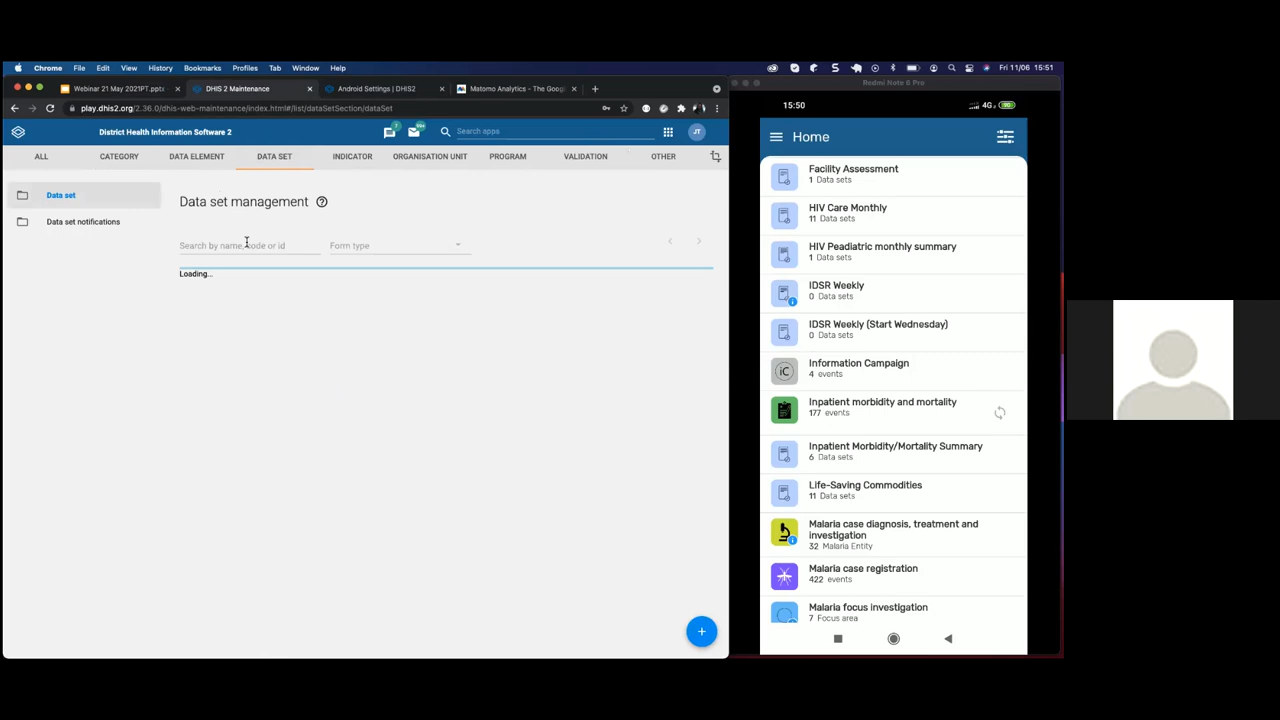 Chrome File Edit View History Bookmarks Profiles Tab Window Help
Fri 11/06 15:51
Webinar 21 May 2021PT.pptx
DHIS 2 Maintenance
Android Settings | DHIS2
Matomo Analytics - The Goog
play.dhis2.org/2.36.0/dhis-web-maintenance/index.html#/list/dataSetSection/dataSet
District Health Information Software 2
Search apps
JT
ALL CATEGORY DATA ELEMENT DATA SET INDICATOR ORGANISATION UNIT PROGRAM VALIDATION OTHER
Data set
Data set notifications
Data set management
Search by name, code or id
Form type
Loading...
Redmi Note 8 Pro
15:50
4G
Home
Facility Assessment
1 Data sets
HIV Care Monthly
11 Data sets
HIV Peadiatric monthly summary
1 Data sets
IDSR Weekly
0 Data sets
IDSR Weekly (Start Wednesday)
0 Data sets
iC
Information Campaign
4 events
Inpatient morbidity and mortality
177 events
Inpatient Morbidity/Mortality Summary
6 Data sets
Life-Saving Commodities
11 Data sets
Malaria case diagnosis, treatment and
investigation
32 Malaria Entity
Malaria case registration
422 events
Malaria focus investigation
7 Focus area